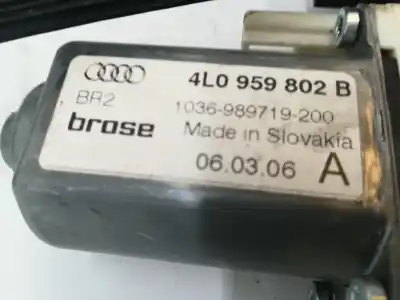 4L0 959 802 B
BR2
1036-989719-200
brose
Made in Slovakia
06.03.06 A